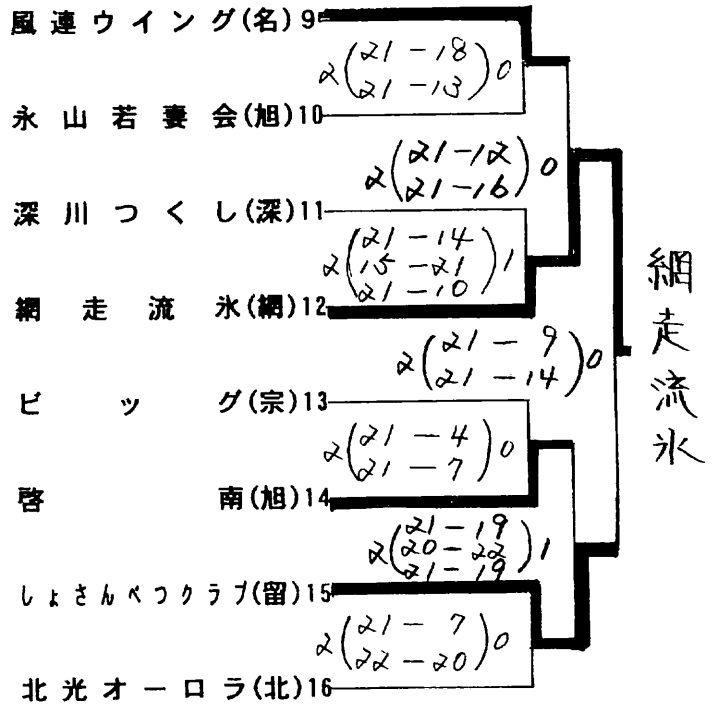 風連ウイング(名)9
2(21-18
21-13)0
永山若妻会(旭)10
2(21-12
21-16)0
深川つくし(深)11
2(21-14
15-21
21-10)1
網走流氷(網)12
2(21-9
21-14)0
網走流氷
ビッグ(宗)13
2(21-4
21-7)0
啓南(旭)14
2(21-19
20-22
21-19)1
しょさんべつクラブ(留)15
2(21-7
22-20)0
北光オーロラ(北)16